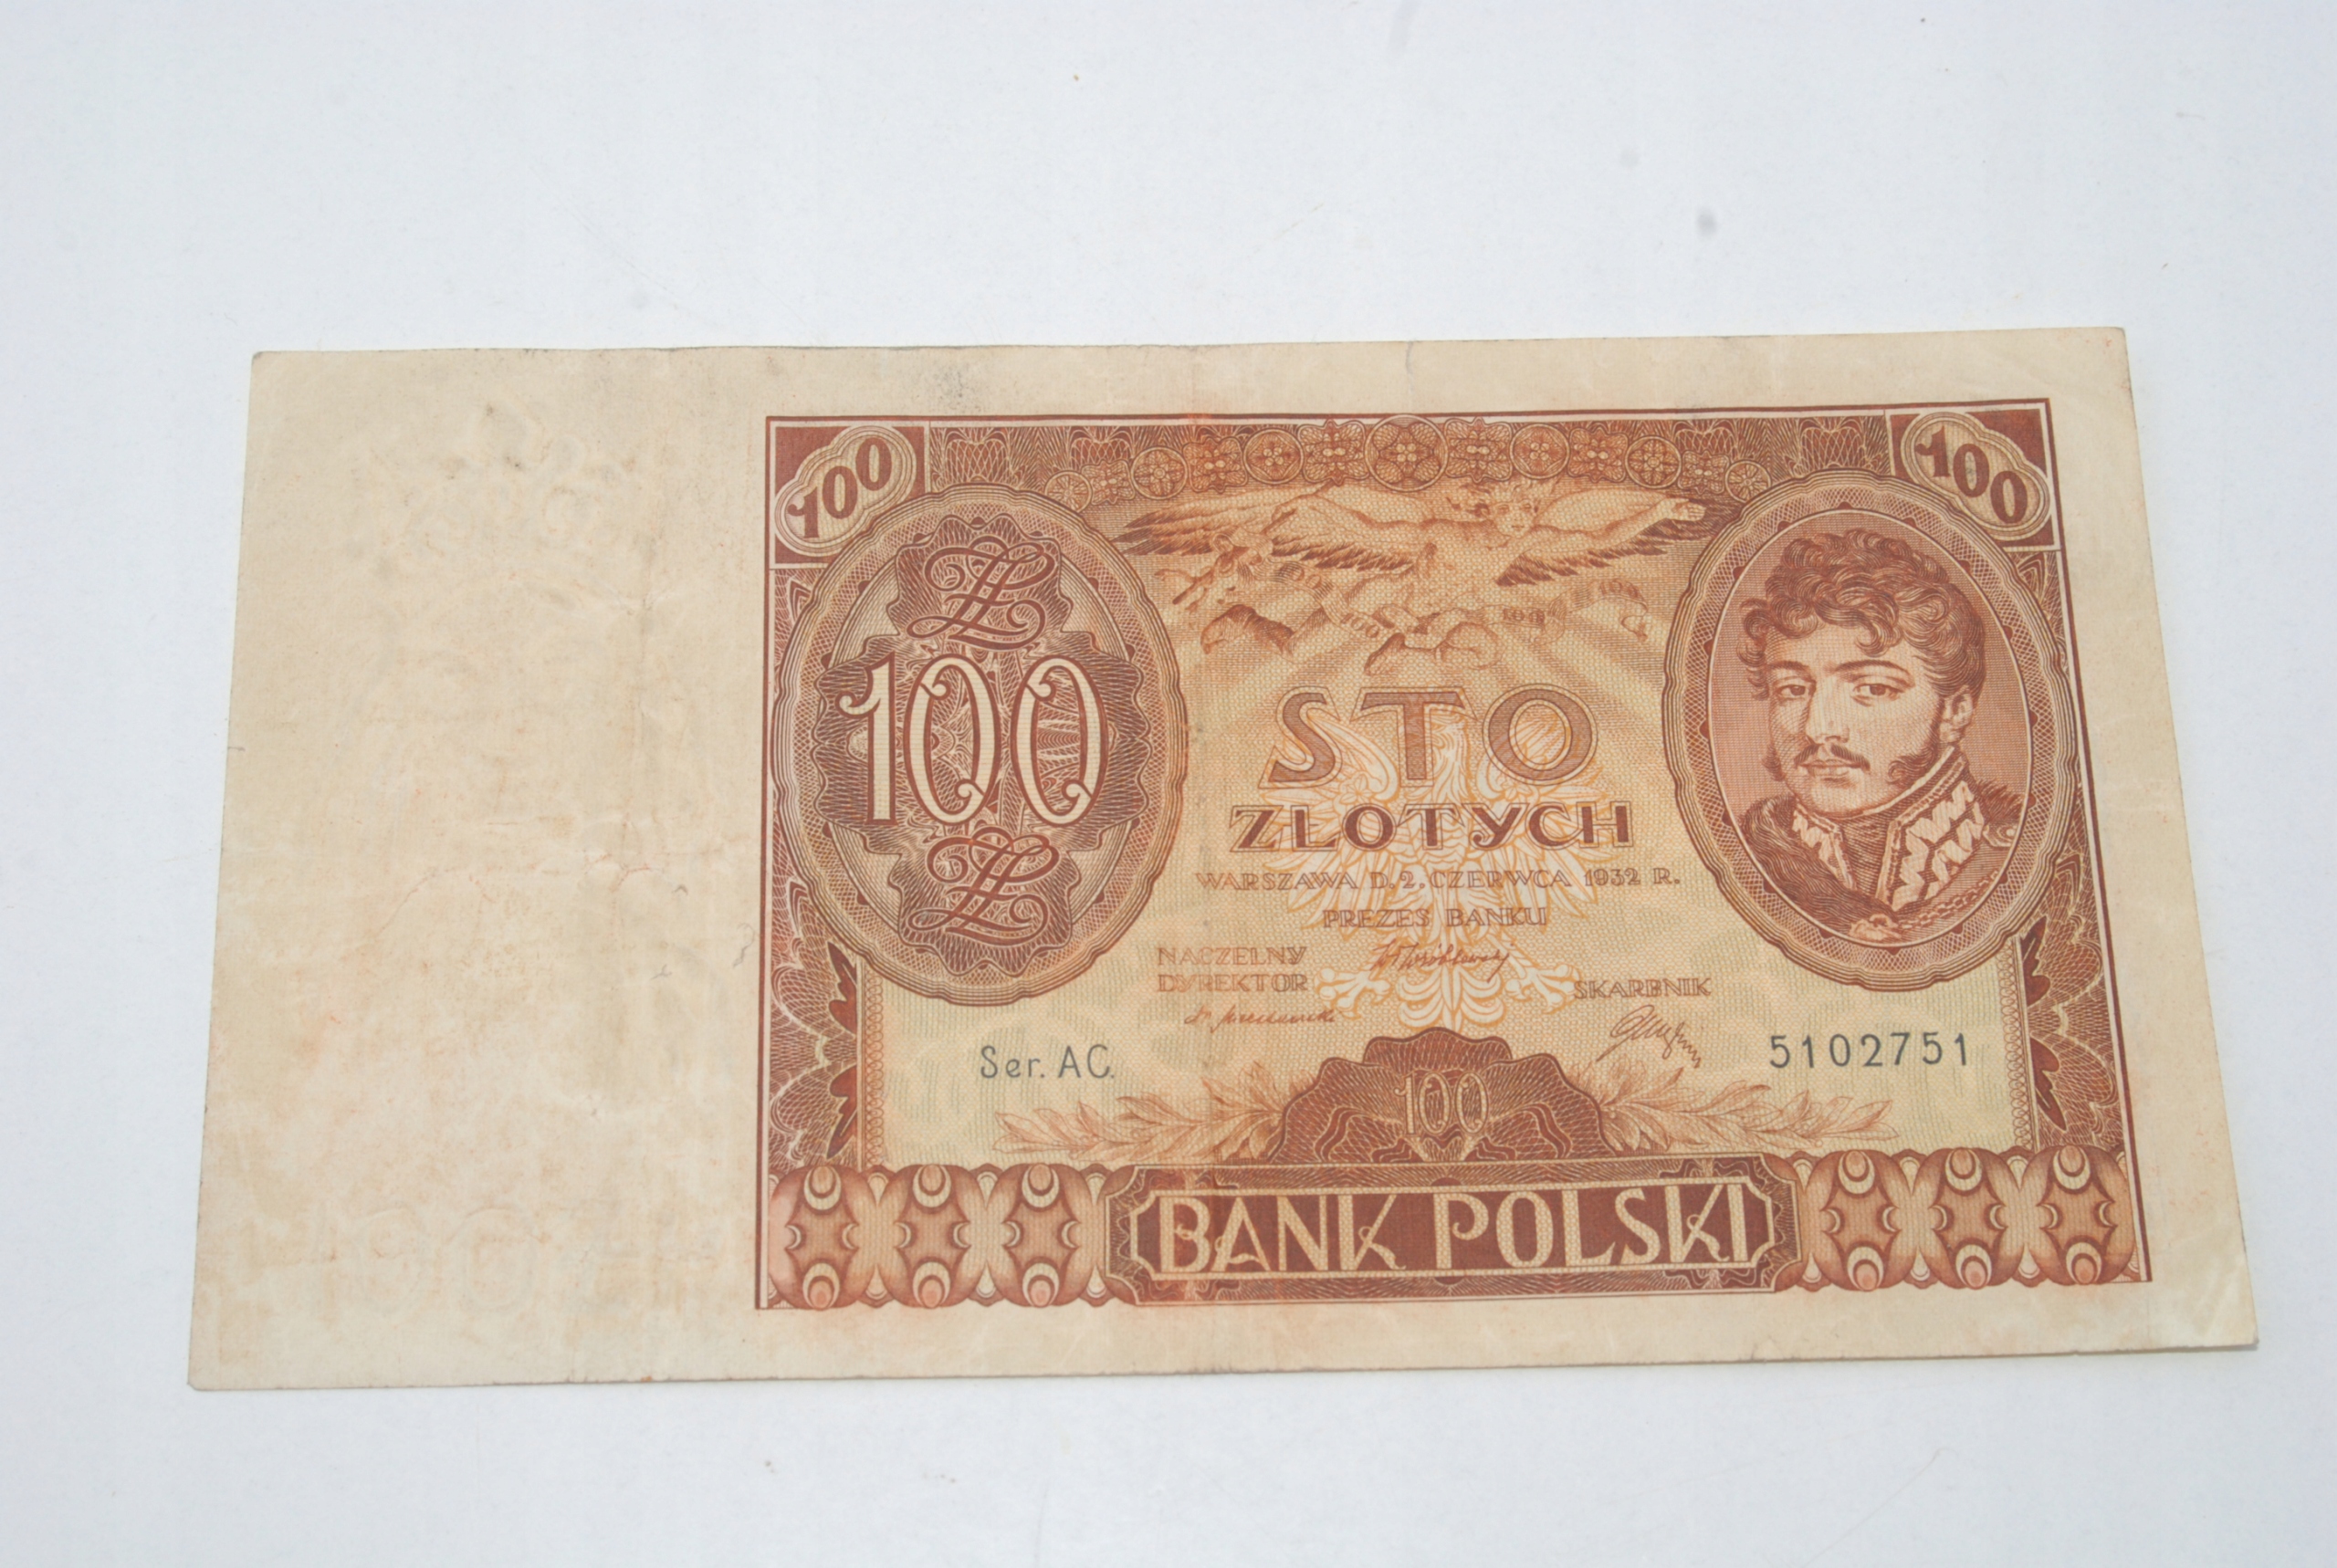 100
100
100
STO
ZŁOTYCH
WARSZAWA D. 2. CZERWCA 1932 R.
PREZES BANKU
NACZELNY
DYREKTOR
SKARBNIK
Ser. AC.
5102751
100
BANK POLSKI